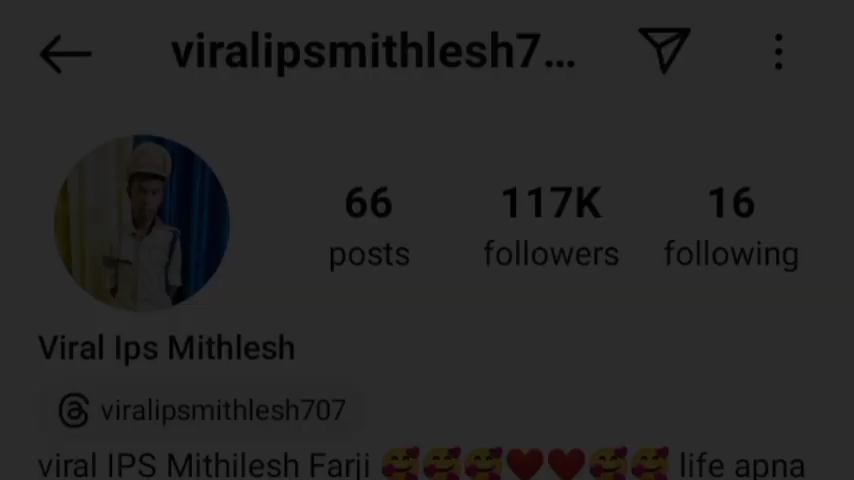 viralipsmithlesh7...
66 117K 16
posts followers following
Viral Ips Mithlesh
viralipsmithlesh707
viral IPS Mithilesh Farji 🥰🥰🥰❤️❤️🥰🥰 life apna